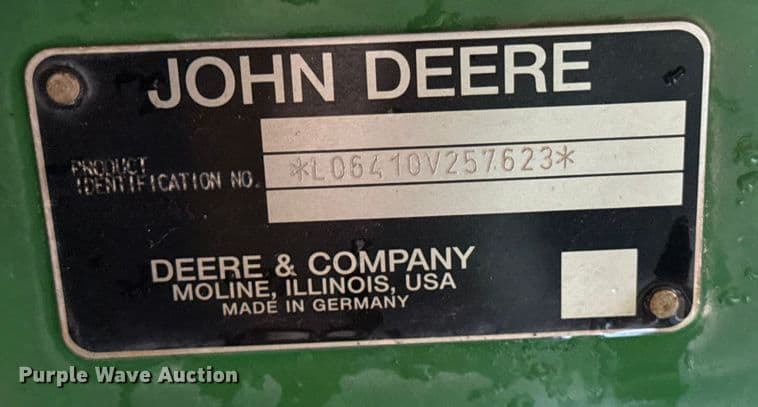 JOHN DEERE
PRODUCT
IDENTIFICATION NO.
*L06410V257623*
DEERE & COMPANY
MOLINE, ILLINOIS, USA
MADE IN GERMANY
Purple Wave Auction